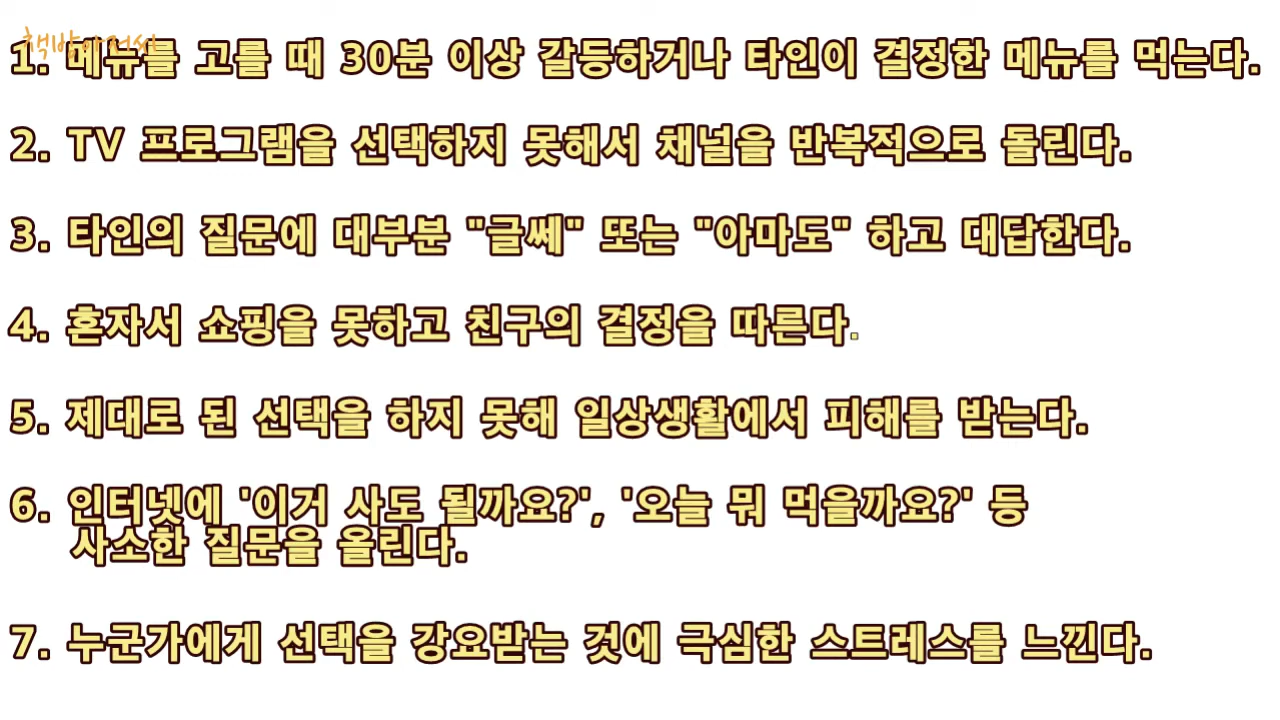 책밥아저씨
1. 메뉴를 고를 때 30분 이상 갈등하거나 타인이 결정한 메뉴를 먹는다.
2. TV 프로그램을 선택하지 못해서 채널을 반복적으로 돌린다.
3. 타인의 질문에 대부분 "글쎄" 또는 "아마도" 하고 대답한다.
4. 혼자서 쇼핑을 못하고 친구의 결정을 따른다.
5. 제대로 된 선택을 하지 못해 일상생활에서 피해를 받는다.
6. 인터넷에 '이거 사도 될까요?', '오늘 뭐 먹을까요?' 등
사소한 질문을 올린다.
7. 누군가에게 선택을 강요받는 것에 극심한 스트레스를 느낀다.